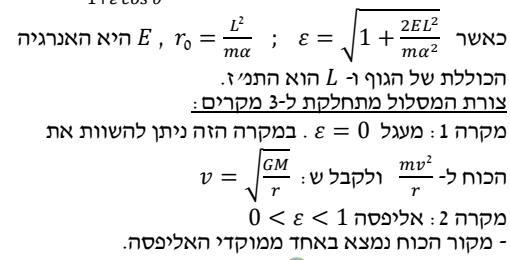 כאשר ε = √(1 + 2EL²/mα²) ; r₀ = L²/mα , E היא האנרגיה
הכוללת של הגוף ו- L הוא התנ״ז.
צורת המסלול מתחלקת ל-3 מקרים:
מקרה 1: מעגל ε = 0 . במקרה הזה ניתן להשוות את
הכוח ל- mv²/r ולקבל ש: v = √(GM/r)
מקרה 2: אליפסה 0 < ε < 1
- מקור הכוח נמצא באחד ממוקדי האליפסה.